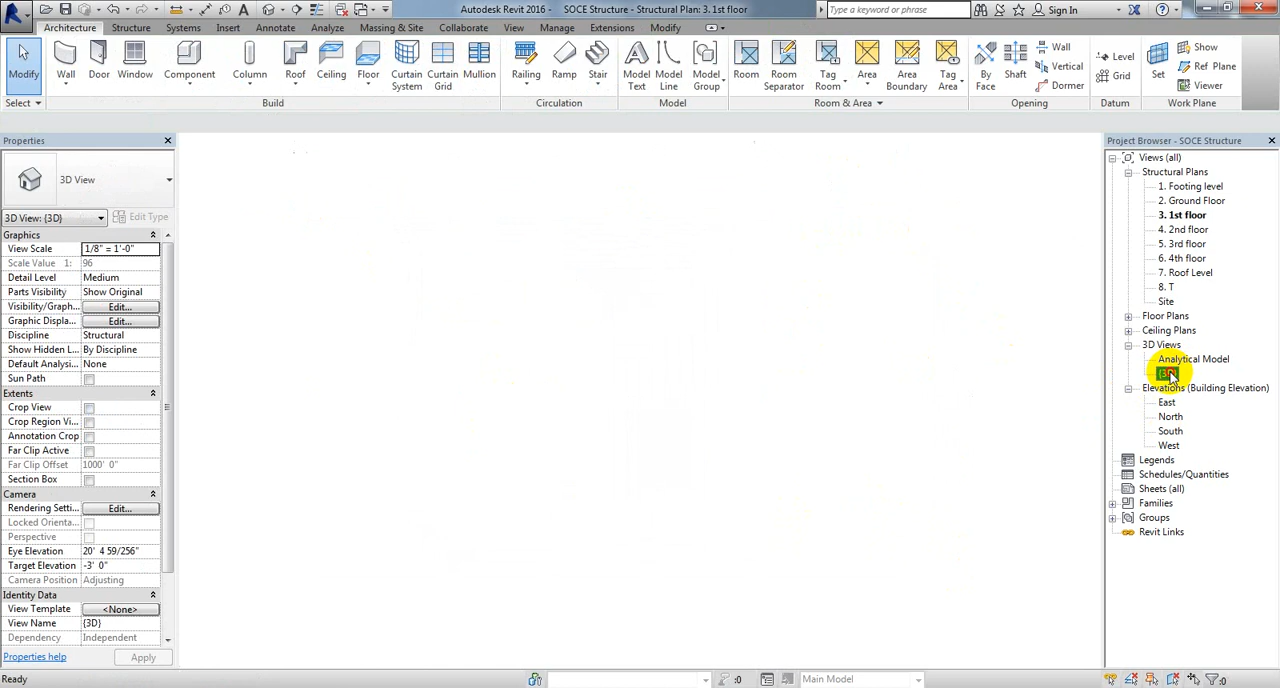 Autodesk Revit 2016 - SOCE Structure - Structural Plan: 3. 1st floor
Type a keyword or phrase
Sign In
Architecture Structure Systems Insert Annotate Analyze Massing & Site Collaborate View Manage Extensions Modify
Modify Wall Door Window Component Column Roof Ceiling Floor Curtain System Curtain Grid Mullion Railing Ramp Stair Model Text Model Line Model Group Room Room Separator Tag Room Area Area Boundary Tag Area By Face Shaft Wall Vertical Dormer Level Grid Set Show Ref Plane Viewer
Select Build Circulation Model Room & Area Opening Datum Work Plane
Properties
3D View
3D View: {3D} Edit Type
Graphics
View Scale 1/8" = 1'-0"
Scale Value 1: 96
Detail Level Medium
Parts Visibility Show Original
Visibility/Graph... Edit...
Graphic Displa... Edit...
Discipline Structural
Show Hidden L... By Discipline
Default Analysi... None
Sun Path
Extents
Crop View
Crop Region Vi...
Annotation Crop
Far Clip Active
Far Clip Offset 1000' 0"
Section Box
Camera
Rendering Setti... Edit...
Locked Orienta...
Perspective
Eye Elevation 20' 4 59/256"
Target Elevation -3' 0"
Camera Position Adjusting
Identity Data
View Template <None>
View Name {3D}
Dependency Independent
Properties help Apply
Project Browser - SOCE Structure
Views (all)
Structural Plans
1. Footing level
2. Ground Floor
3. 1st floor
4. 2nd floor
5. 3rd floor
6. 4th floor
7. Roof Level
8. T
Site
Floor Plans
Ceiling Plans
3D Views
Analytical Model
Elevations (Building Elevation)
East
North
South
West
Legends
Schedules/Quantities
Sheets (all)
Families
Groups
Revit Links
Ready :0 Main Model :0